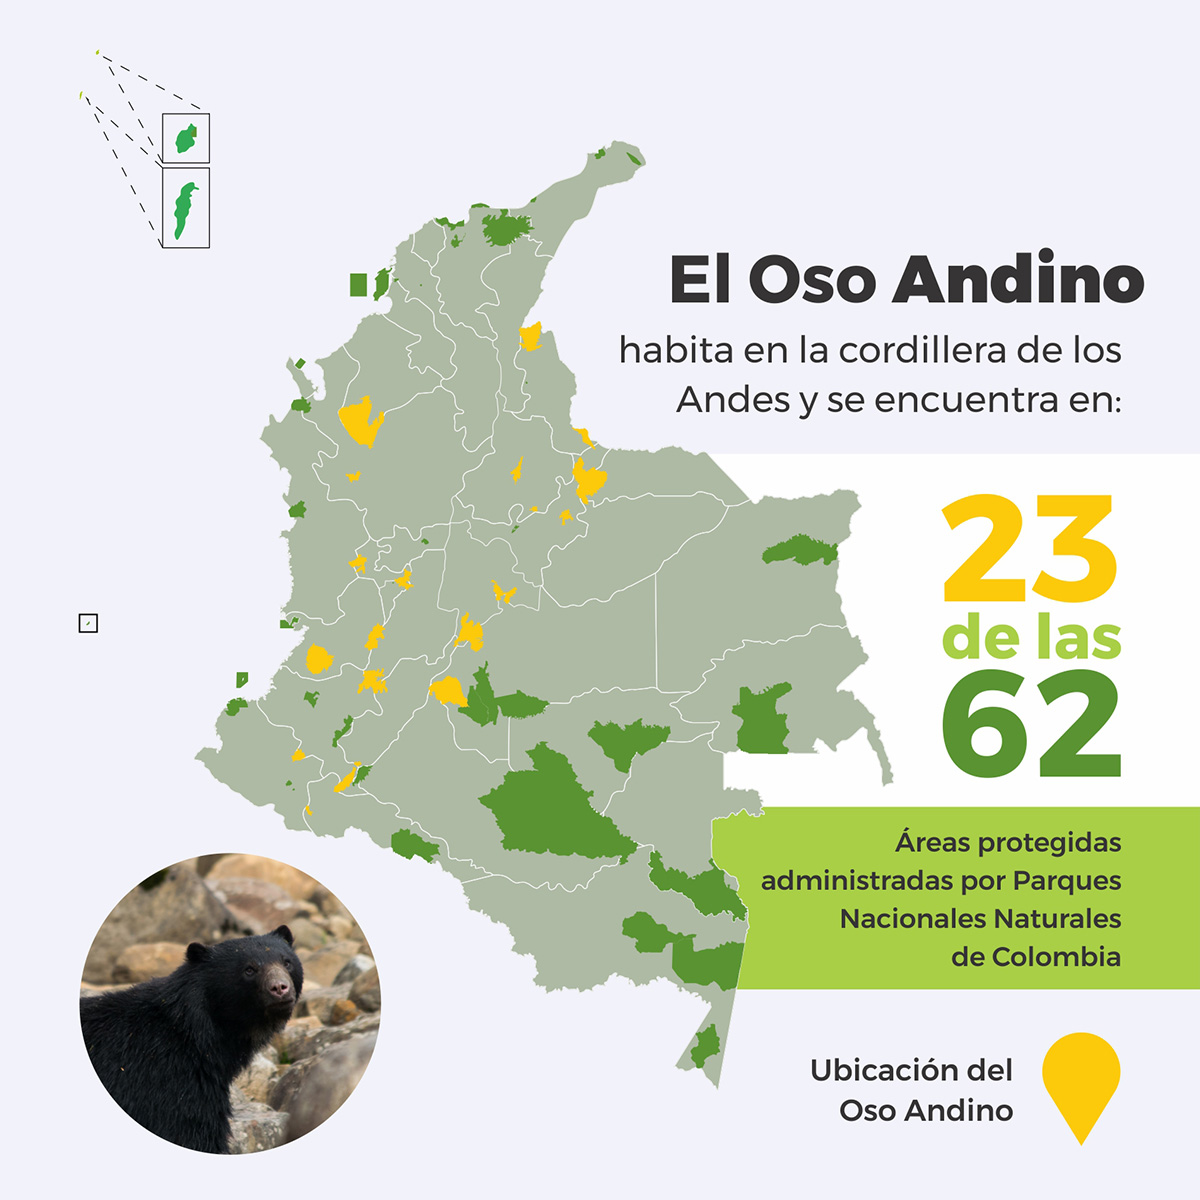 El Oso Andino
habita en la cordillera de los
Andes y se encuentra en:
23
de las
62
Áreas protegidas
administradas por Parques
Nacionales Naturales
de Colombia
Ubicación del
Oso Andino